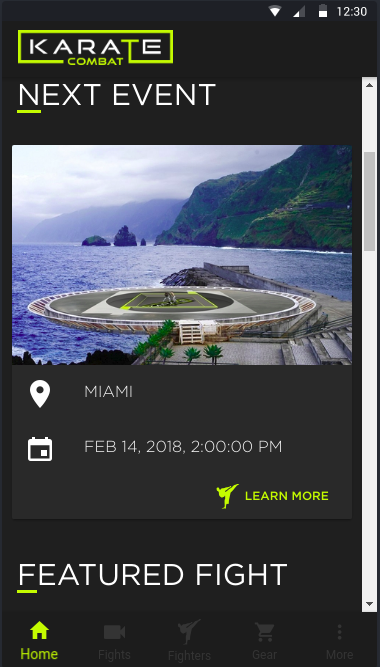 12:30
KARATE
COMBAT
NEXT EVENT
MIAMI
FEB 14, 2018, 2:00:00 PM
LEARN MORE
FEATURED FIGHT
Home
Fights
Fighters
Gear
More